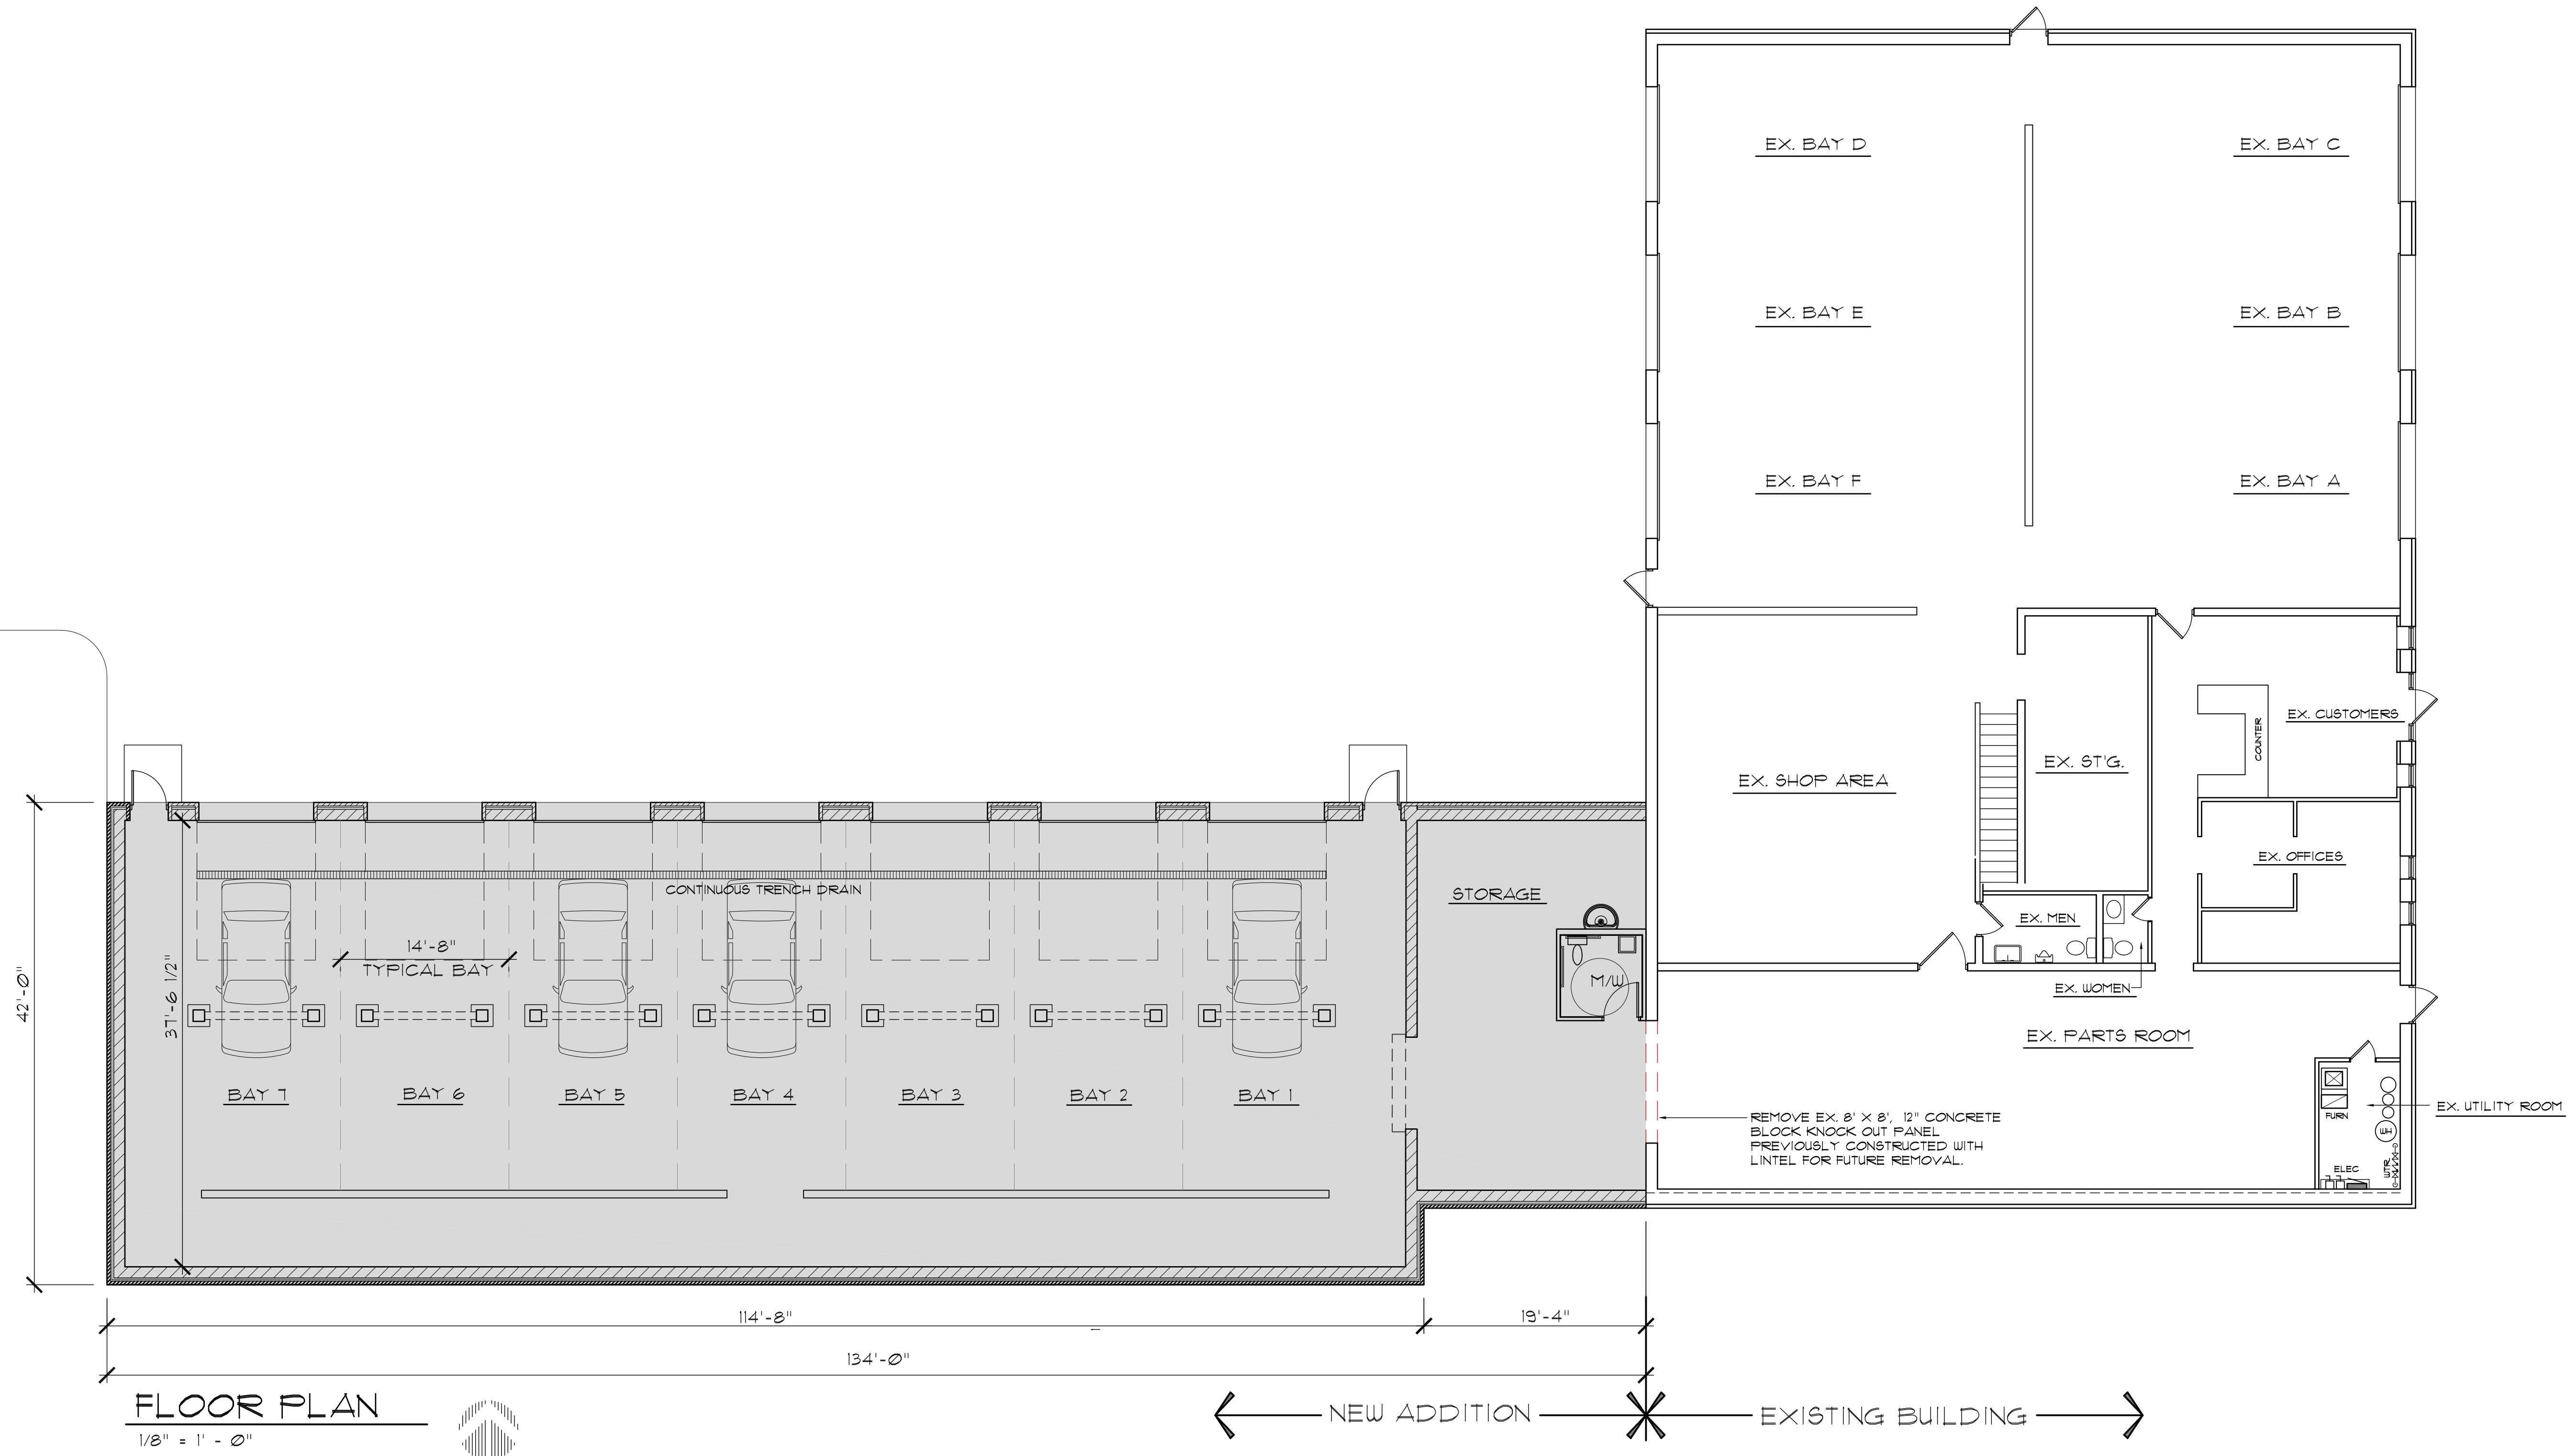 EX. BAY D
EX. BAY C
EX. BAY E
EX. BAY B
EX. BAY F
EX. BAY A
EX. CUSTOMERS
COUNTER
EX. ST'G.
EX. SHOP AREA
EX. OFFICES
CONTINUOUS TRENCH DRAIN
STORAGE
EX. MEN
14'-8"
TYPICAL BAY
37'-6 1/2"
42'-0"
M/W
EX. WOMEN
EX. PARTS ROOM
BAY 7
BAY 6
BAY 5
BAY 4
BAY 3
BAY 2
BAY 1
EX. UTILITY ROOM
FURN
WH
REMOVE EX. 8' X 8', 12" CONCRETE
BLOCK KNOCK OUT PANEL
PREVIOUSLY CONSTRUCTED WITH
LINTEL FOR FUTURE REMOVAL.
ELEC
WTR.
114'-8"
19'-4"
134'-0"
FLOOR PLAN
1/8" = 1' - 0"
NEW ADDITION
EXISTING BUILDING